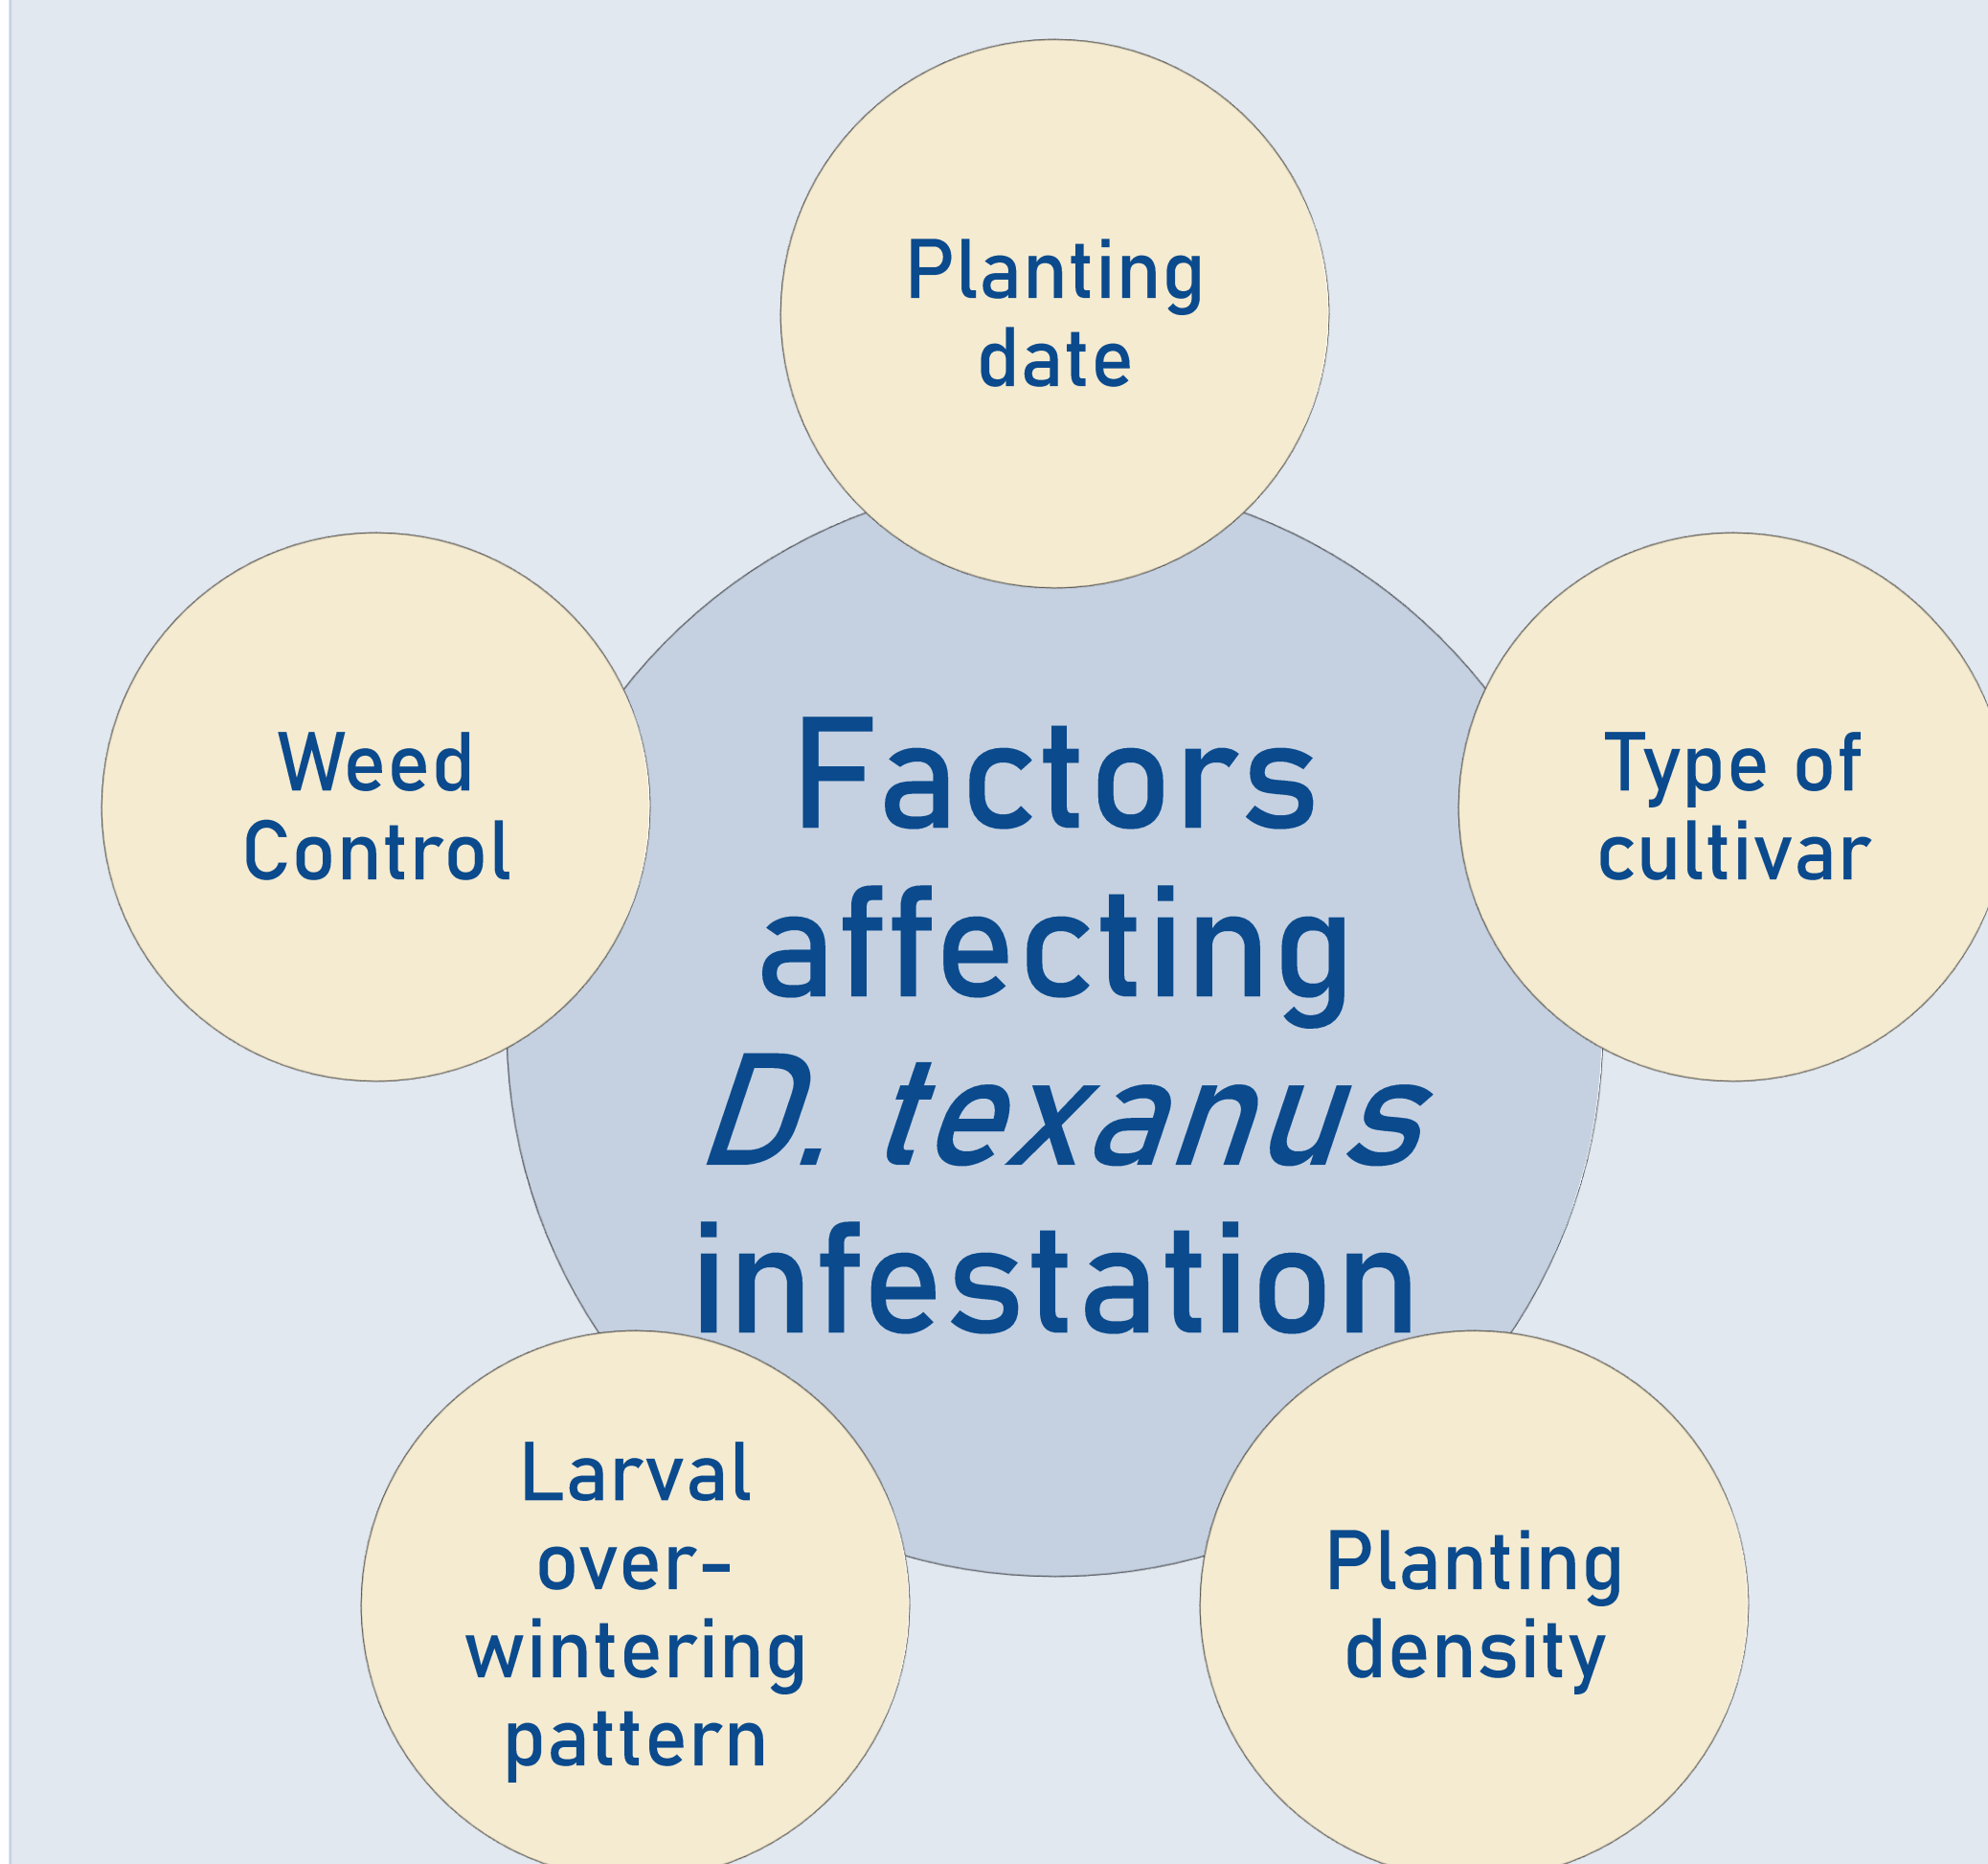 Planting
date
Weed
Control
Factors
affecting
D. texanus
infestation
Type of
cultivar
Larval
over-
wintering
pattern
Planting
density